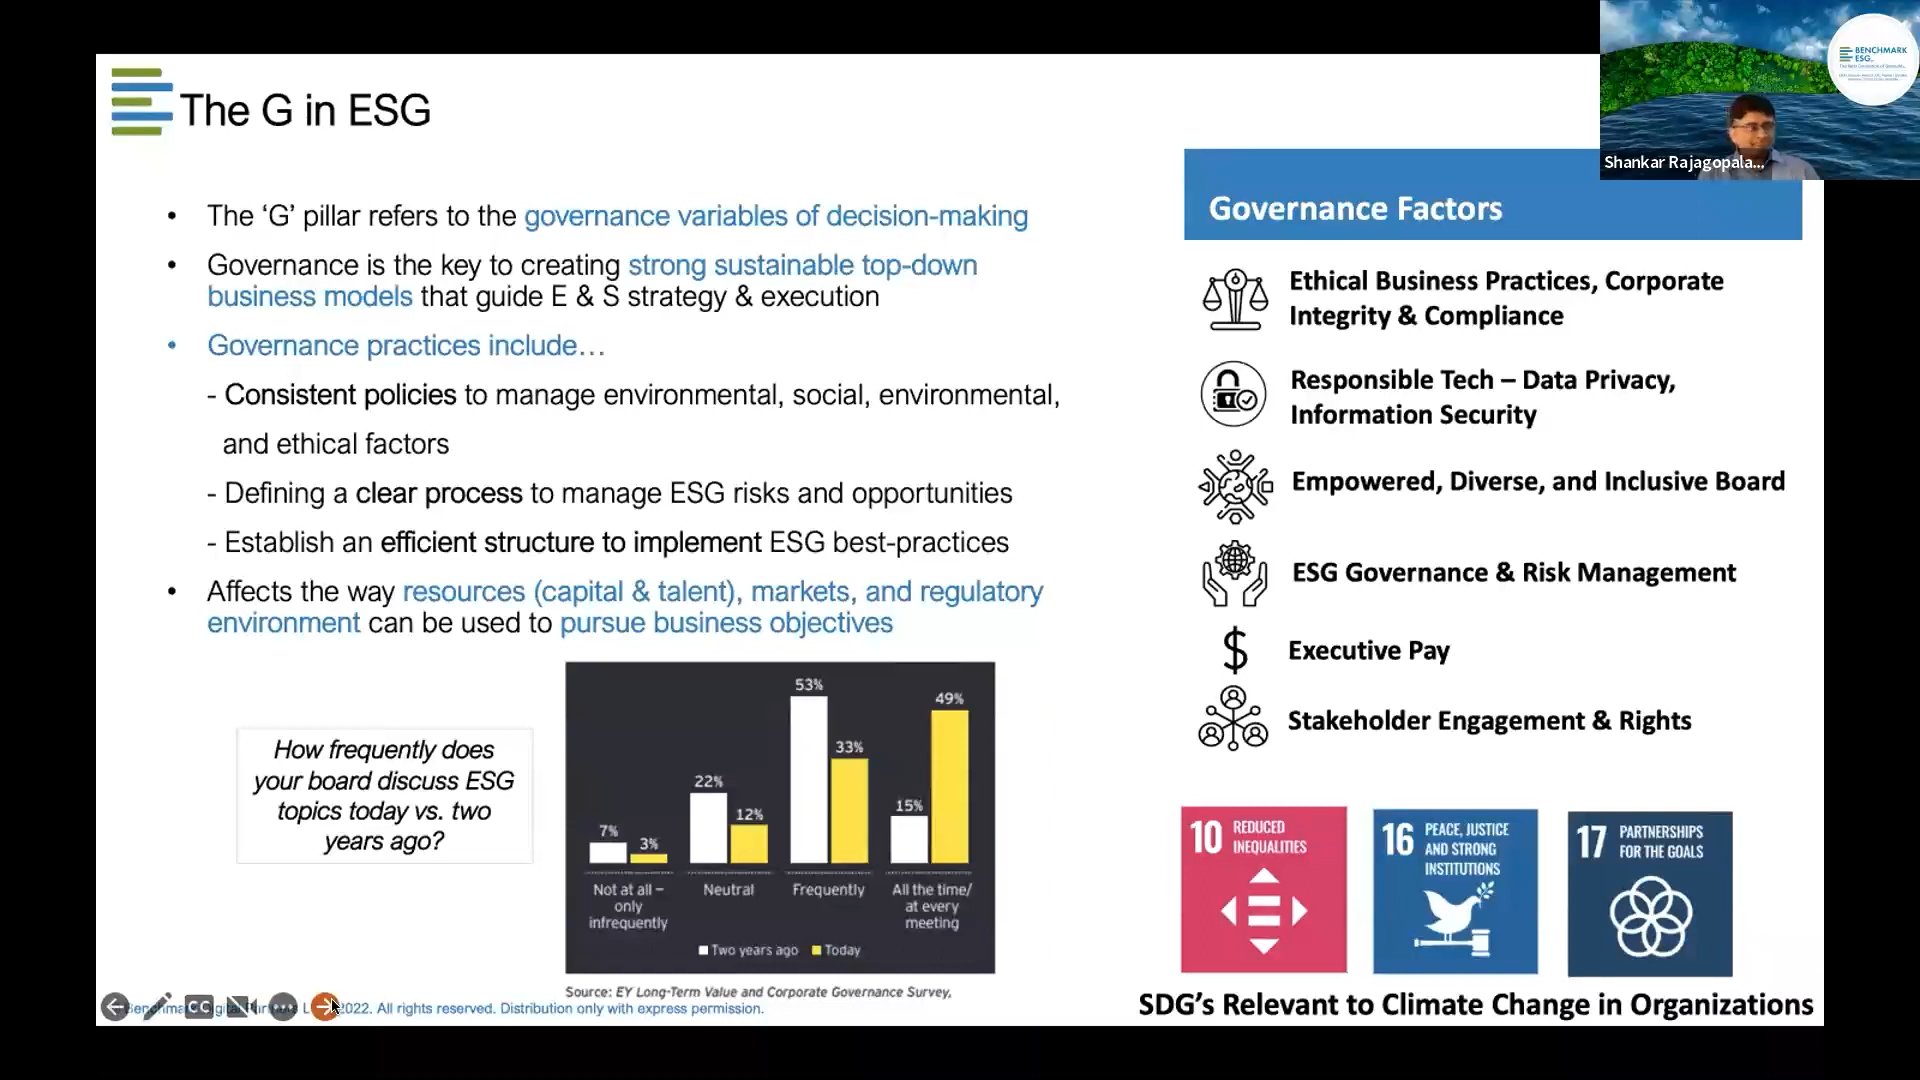 The G in ESG
• The ‘G’ pillar refers to the governance variables of decision-making
• Governance is the key to creating strong sustainable top-down
business models that guide E & S strategy & execution
• Governance practices include…
- Consistent policies to manage environmental, social, environmental,
and ethical factors
- Defining a clear process to manage ESG risks and opportunities
- Establish an efficient structure to implement ESG best-practices
• Affects the way resources (capital & talent), markets, and regulatory
environment can be used to pursue business objectives
How frequently does
your board discuss ESG
topics today vs. two
years ago?
53%
49%
33%
22%
15%
12%
7%
3%
Not at all –
only
infrequently
Neutral
Frequently
All the time/
at every
meeting
Two years ago
Today
Source: EY Long-Term Value and Corporate Governance Survey,
2022. All rights reserved. Distribution only with express permission.
CC
BENCHMARK
ESG
Shankar Rajagopala...
Governance Factors
Ethical Business Practices, Corporate
Integrity & Compliance
Responsible Tech – Data Privacy,
Information Security
Empowered, Diverse, and Inclusive Board
ESG Governance & Risk Management
$ Executive Pay
Stakeholder Engagement & Rights
10 REDUCED
INEQUALITIES
16 PEACE, JUSTICE
AND STRONG
INSTITUTIONS
17 PARTNERSHIPS
FOR THE GOALS
SDG’s Relevant to Climate Change in Organizations